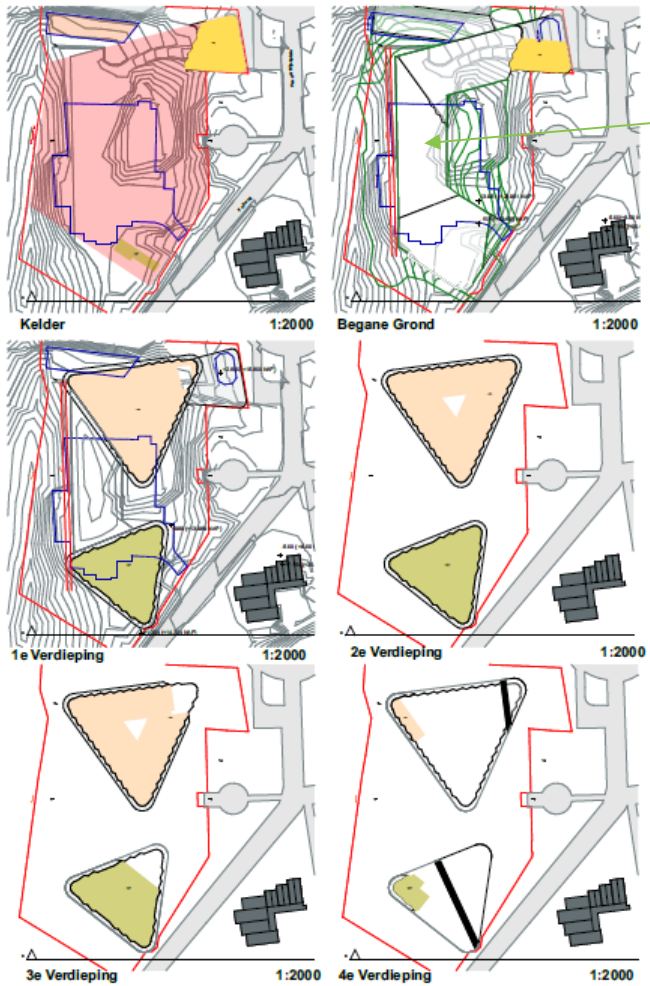 Kelder 1:2000
Begane Grond 1:2000
1e Verdieping 1:2000
2e Verdieping 1:2000
3e Verdieping 1:2000
4e Verdieping 1:2000